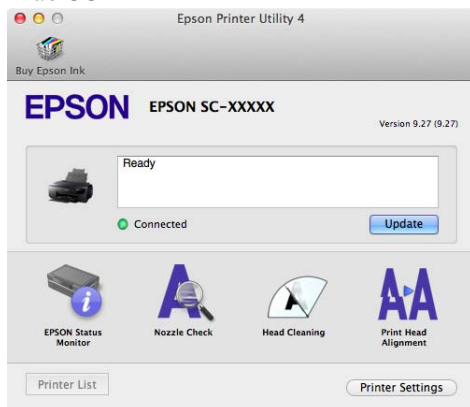 Epson Printer Utility 4
Buy Epson Ink
EPSON
EPSON SC-XXXXX
Version 9.27 (9.27)
Ready
Connected
Update
EPSON Status
Monitor
Nozzle Check
Head Cleaning
Print Head
Alignment
Printer List
Printer Settings